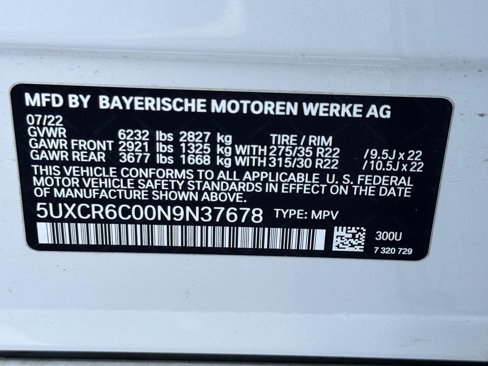 MFD BY BAYERISCHE MOTOREN WERKE AG
07/22
GVWR 6232 lbs 2827 kg TIRE / RIM
GAWR FRONT 2921 lbs 1325 kg WITH 275/35 R22 / 9.5J x 22
GAWR REAR 3677 lbs 1668 kg WITH 315/30 R22 / 10.5J x 22
THIS VEHICLE CONFORMS TO ALL APPLICABLE U. S. FEDERAL
MOTOR VEHICLE SAFETY STANDARDS IN EFFECT ON THE DATE
OF MANUFACTURE SHOWN ABOVE.
5UXCR6C00N9N37678 TYPE: MPV
300U
7 320 729